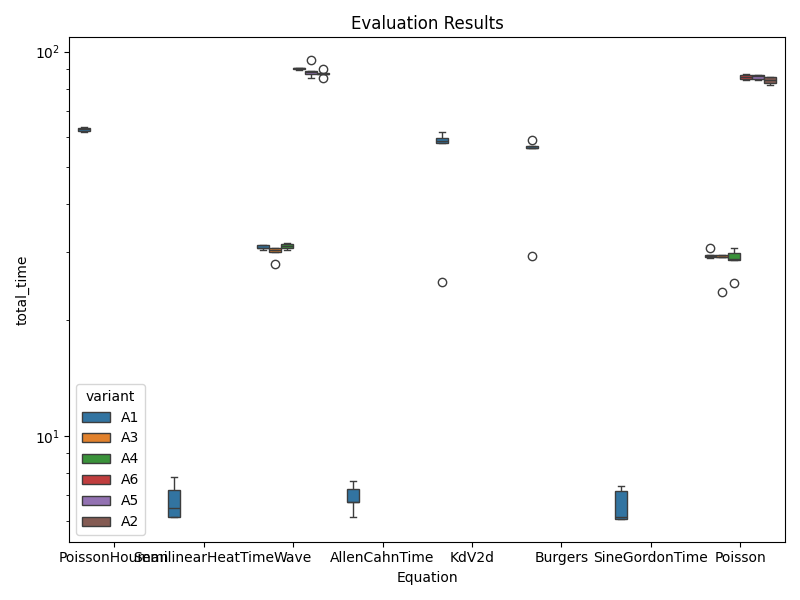 Evaluation Results
10²
10¹
total_time
variant
A1
A3
A4
A6
A5
A2
PoissonHou SemilinearHeatTime Wave AllenCahnTime KdV2d Burgers SineGordonTime Poisson
Equation